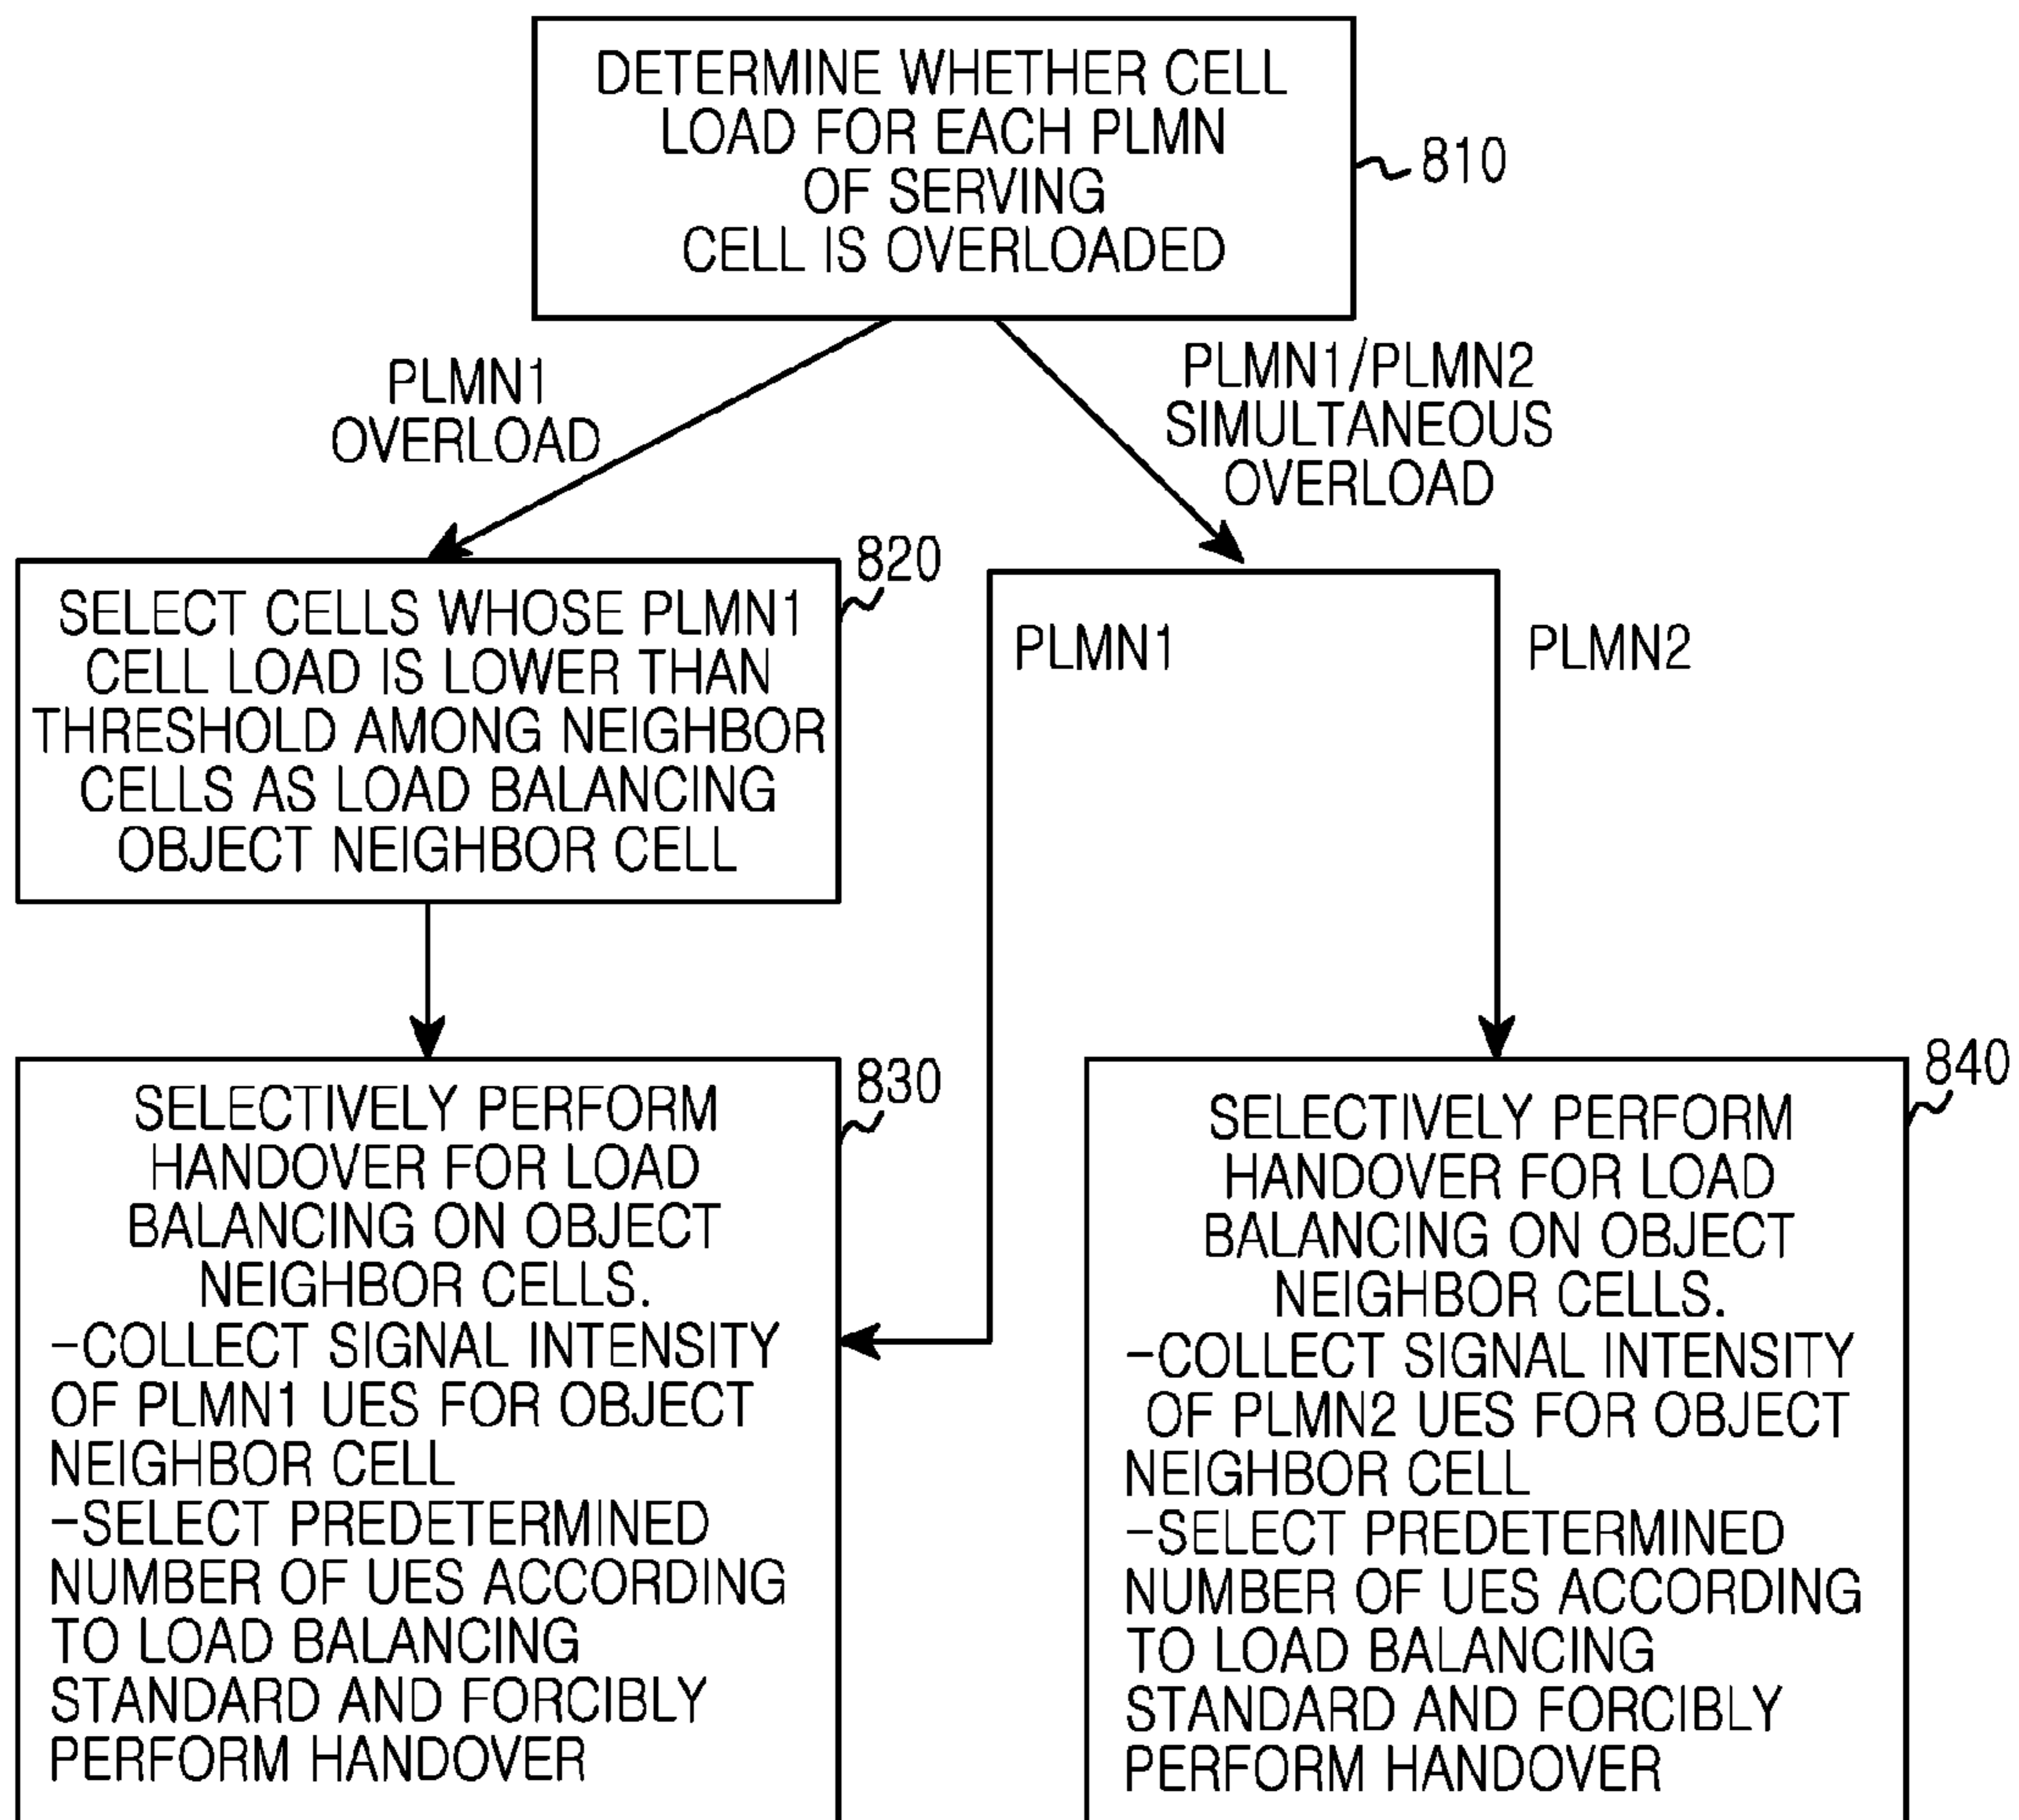 DETERMINE WHETHER CELL
LOAD FOR EACH PLMN
OF SERVING
CELL IS OVERLOADED
810
PLMN1
OVERLOAD
PLMN1/PLMN2
SIMULTANEOUS
OVERLOAD
820
SELECT CELLS WHOSE PLMN1
CELL LOAD IS LOWER THAN
THRESHOLD AMONG NEIGHBOR
CELLS AS LOAD BALANCING
OBJECT NEIGHBOR CELL
PLMN1
PLMN2
830
SELECTIVELY PERFORM
HANDOVER FOR LOAD
BALANCING ON OBJECT
NEIGHBOR CELLS.
-COLLECT SIGNAL INTENSITY
OF PLMN1 UES FOR OBJECT
NEIGHBOR CELL
-SELECT PREDETERMINED
NUMBER OF UES ACCORDING
TO LOAD BALANCING
STANDARD AND FORCIBLY
PERFORM HANDOVER
840
SELECTIVELY PERFORM
HANDOVER FOR LOAD
BALANCING ON OBJECT
NEIGHBOR CELLS.
-COLLECT SIGNAL INTENSITY
OF PLMN2 UES FOR OBJECT
NEIGHBOR CELL
-SELECT PREDETERMINED
NUMBER OF UES ACCORDING
TO LOAD BALANCING
STANDARD AND FORCIBLY
PERFORM HANDOVER